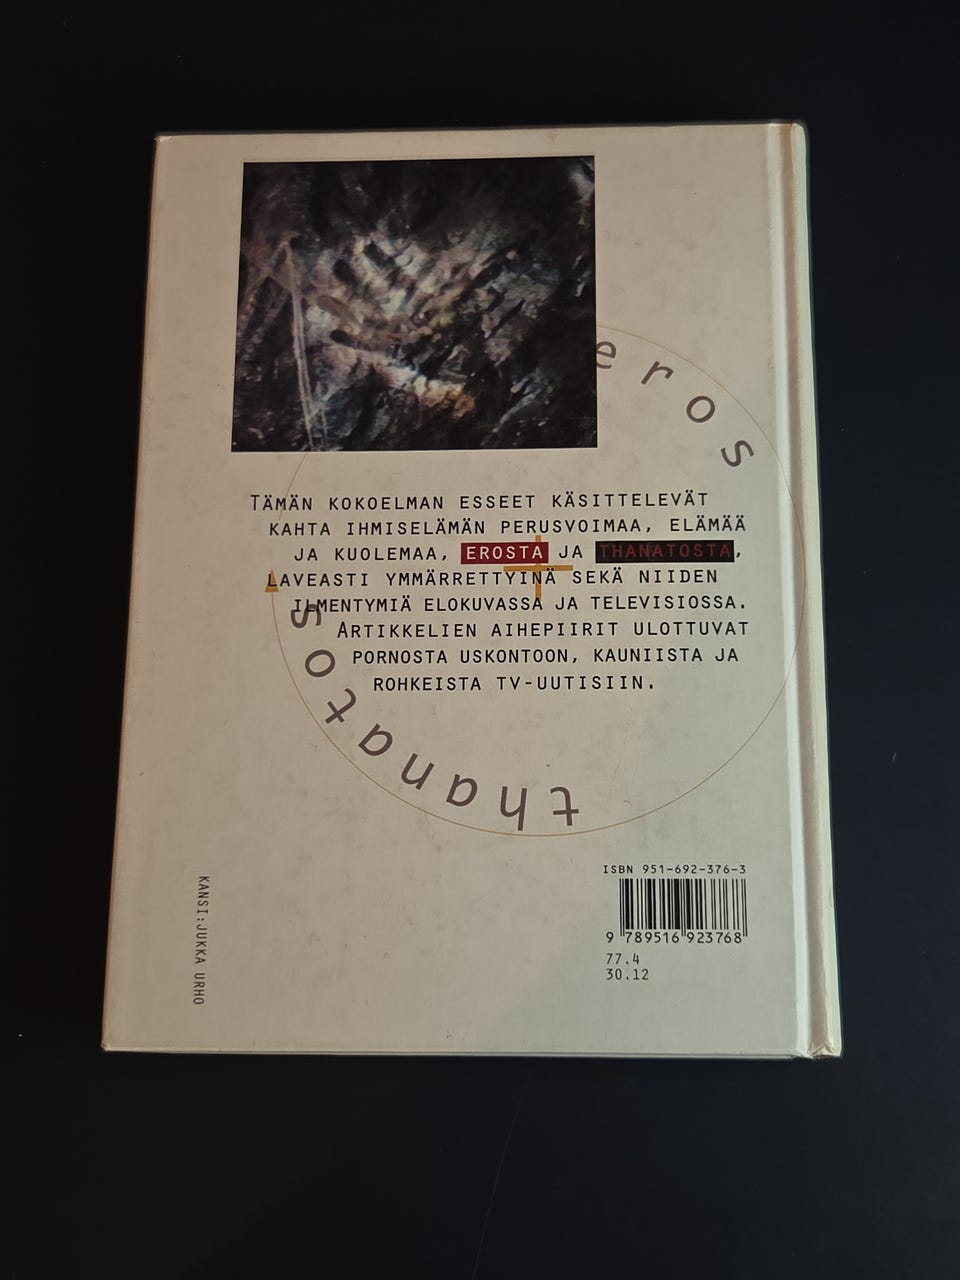 eros
TÄMÄN KOKOELMAN ESSEET KÄSITTELEVÄT
KAHTA IHMISELÄMÄN PERUSVOIMAA, ELÄMÄÄ
JA KUOLEMAA, EROSTA JA THANATOSTA,
LAVEASTI YMMÄRRETTYINÄ SEKÄ NIIDEN
ILMENTYMIÄ ELOKUVASSA JA TELEVISIOSSA.
ARTIKKELIEN AIHEPIIRIT ULOTTUVAT
PORNOSTA USKONTOON, KAUNIISTA JA
ROHKEISTA TV-UUTISIIN.
thanatos
KANSI:JUKKA URHO
ISBN 951-692-376-3
9 789516 923768
77.4
30.12